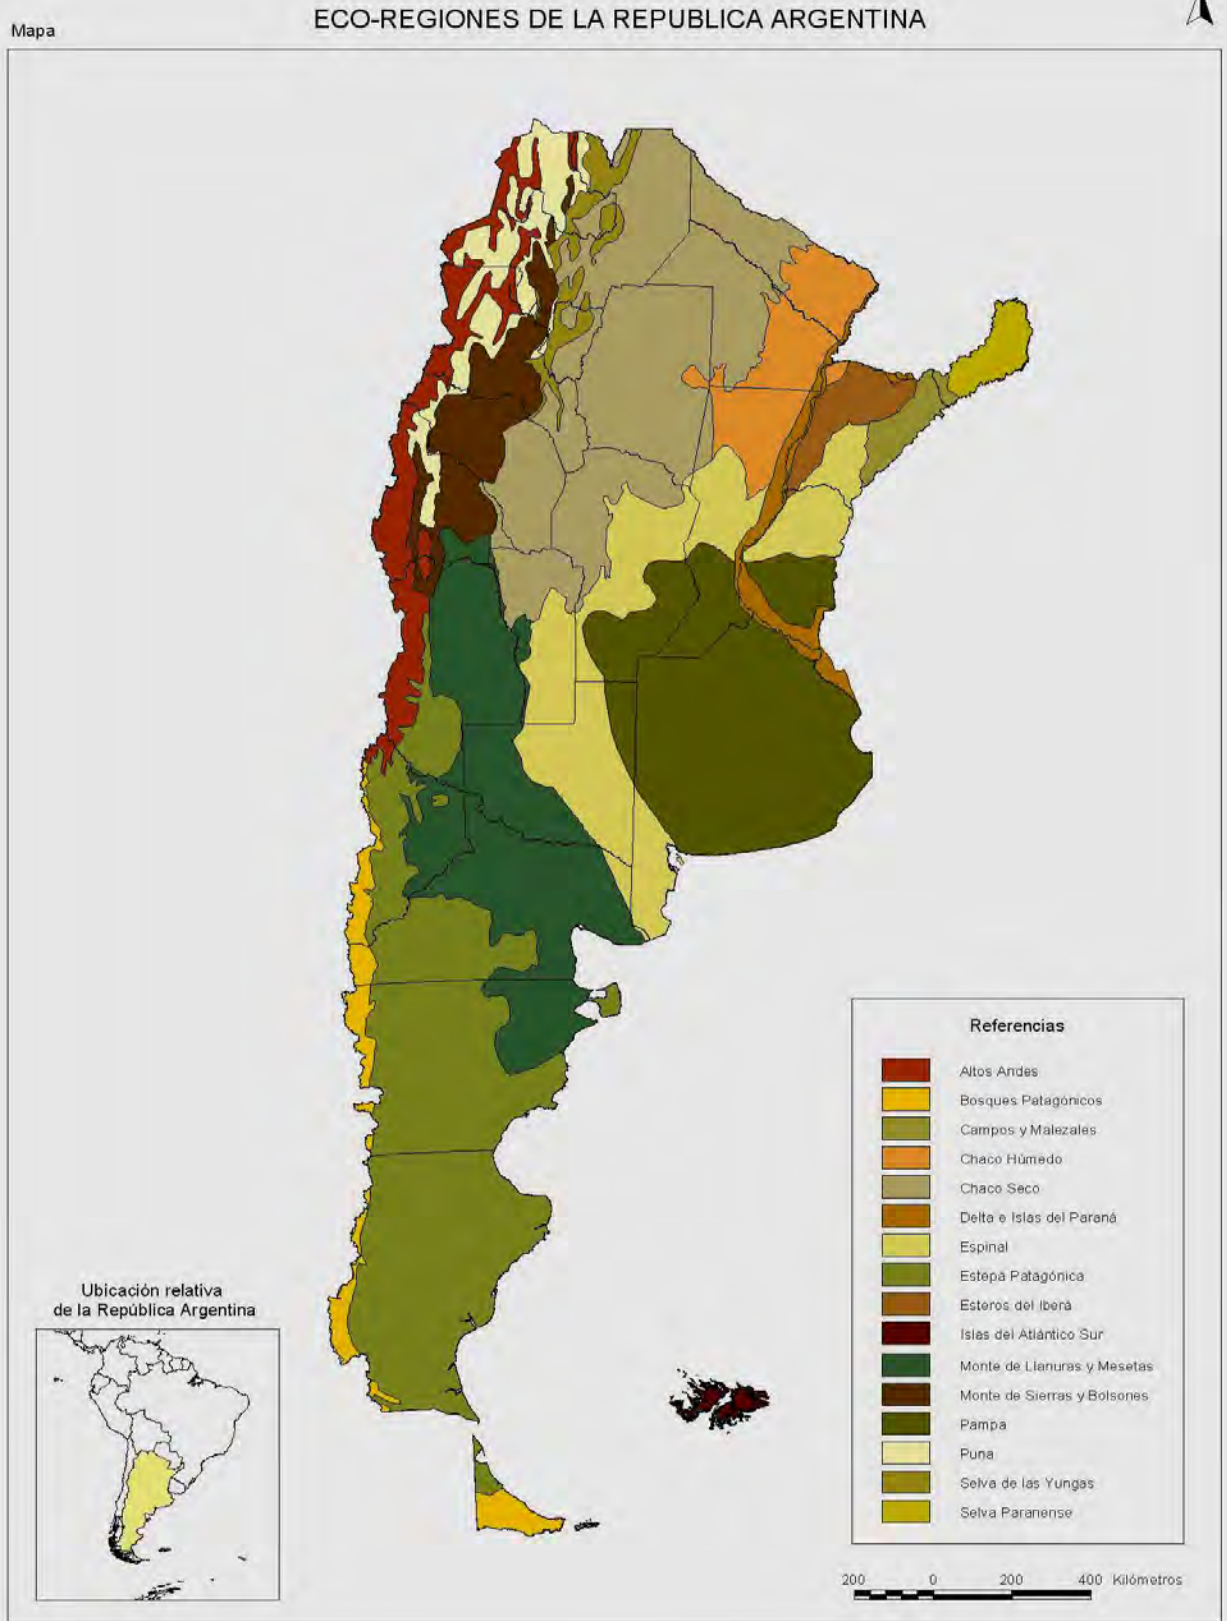 ECO-REGIONES DE LA REPUBLICA ARGENTINA
Mapa
Referencias
Altos Andes
Bosques Patagónicos
Campos y Malezales
Chaco Húmedo
Chaco Seco
Delta e Islas del Paraná
Espinal
Estepa Patagónica
Esteros del Iberá
Islas del Atlántico Sur
Monte de Llanuras y Mesetas
Monte de Sierras y Bolsones
Pampa
Puna
Selva de las Yungas
Selva Paranense
Ubicación relativa
de la República Argentina
200 0 200 400 Kilómetros